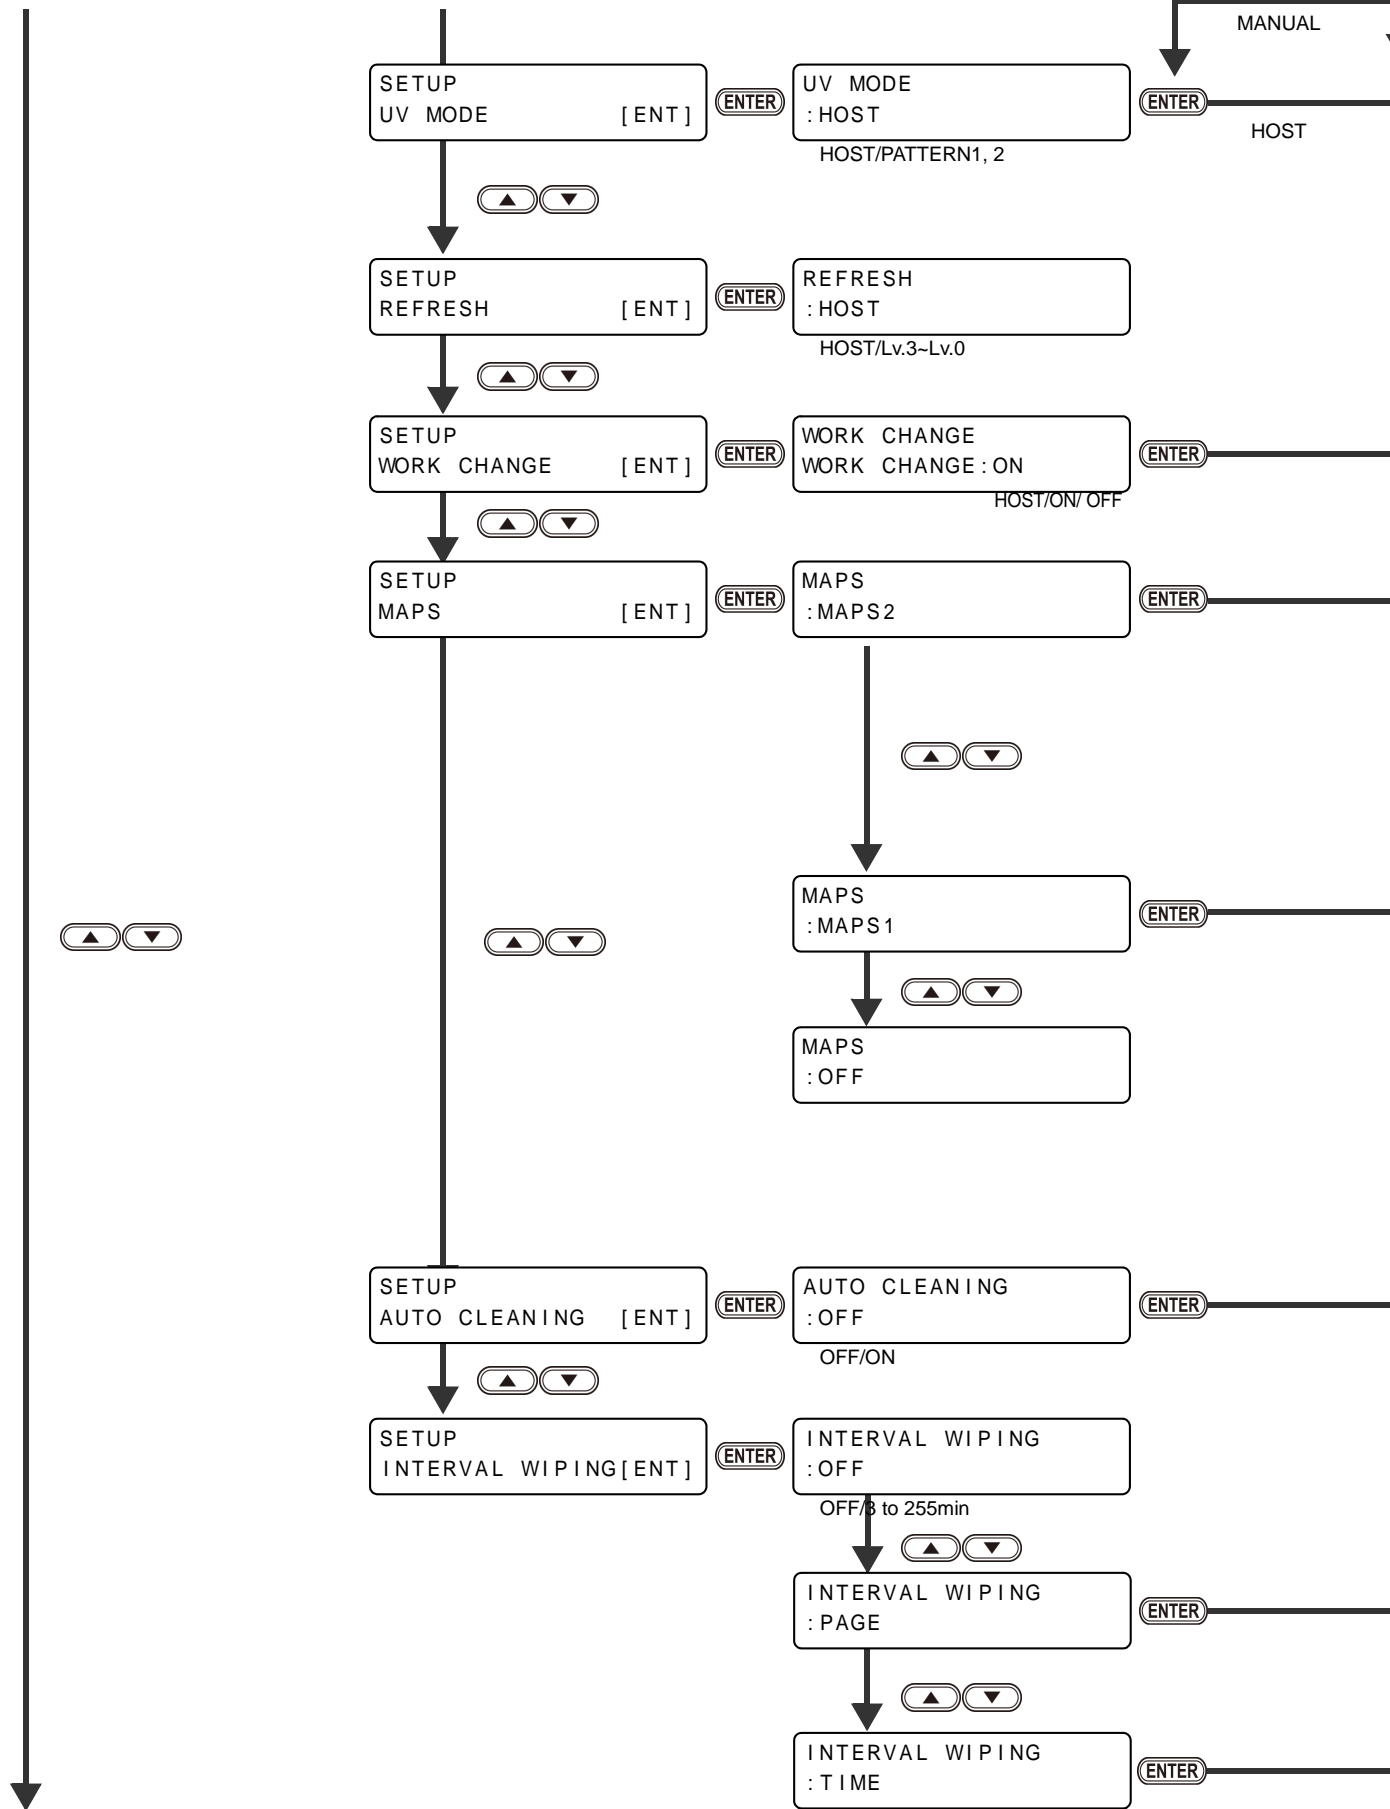 MANUAL
SETUP
UV MODE [ENT]
ENTER
UV MODE
:HOST
ENTER
HOST
HOST/PATTERN1, 2
SETUP
REFRESH [ENT]
ENTER
REFRESH
:HOST
HOST/Lv.3~Lv.0
SETUP
WORK CHANGE [ENT]
ENTER
WORK CHANGE
WORK CHANGE:ON
ENTER
HOST/ON/ OFF
SETUP
MAPS [ENT]
ENTER
MAPS
:MAPS2
ENTER
MAPS
:MAPS1
ENTER
MAPS
:OFF
SETUP
AUTO CLEANING [ENT]
ENTER
AUTO CLEANING
:OFF
ENTER
OFF/ON
SETUP
INTERVAL WIPING[ENT]
ENTER
INTERVAL WIPING
:OFF
OFF/3 to 255min
INTERVAL WIPING
:PAGE
ENTER
INTERVAL WIPING
:TIME
ENTER